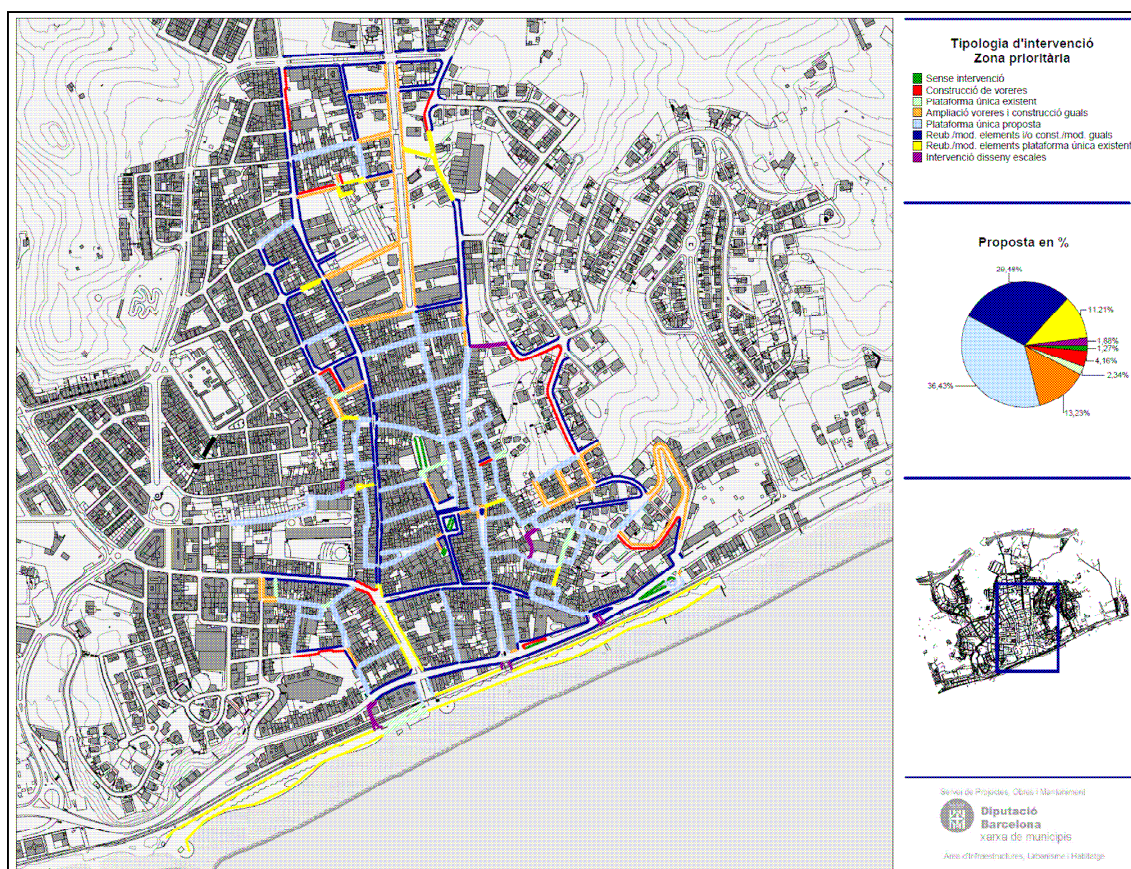 Tipologia d'intervenció
Zona prioritària
Sense intervenció
Construcció de voreres
Plataforma única existent
Ampliació voreres i construcció guals
Plataforma única proposta
Reub./mod. elements i/o const./mod. guals
Reub./mod. elements plataforma única existent
Intervenció disseny escales
Proposta en %
29,48%
11,21%
1,88%
1,27%
4,16%
2,34%
36,43%
13,23%
Servei de Projectes, Obres i Manteniment
Diputació
Barcelona
xarxa de municipis
Àrea d'Infraestructures, Urbanisme i Habitatge